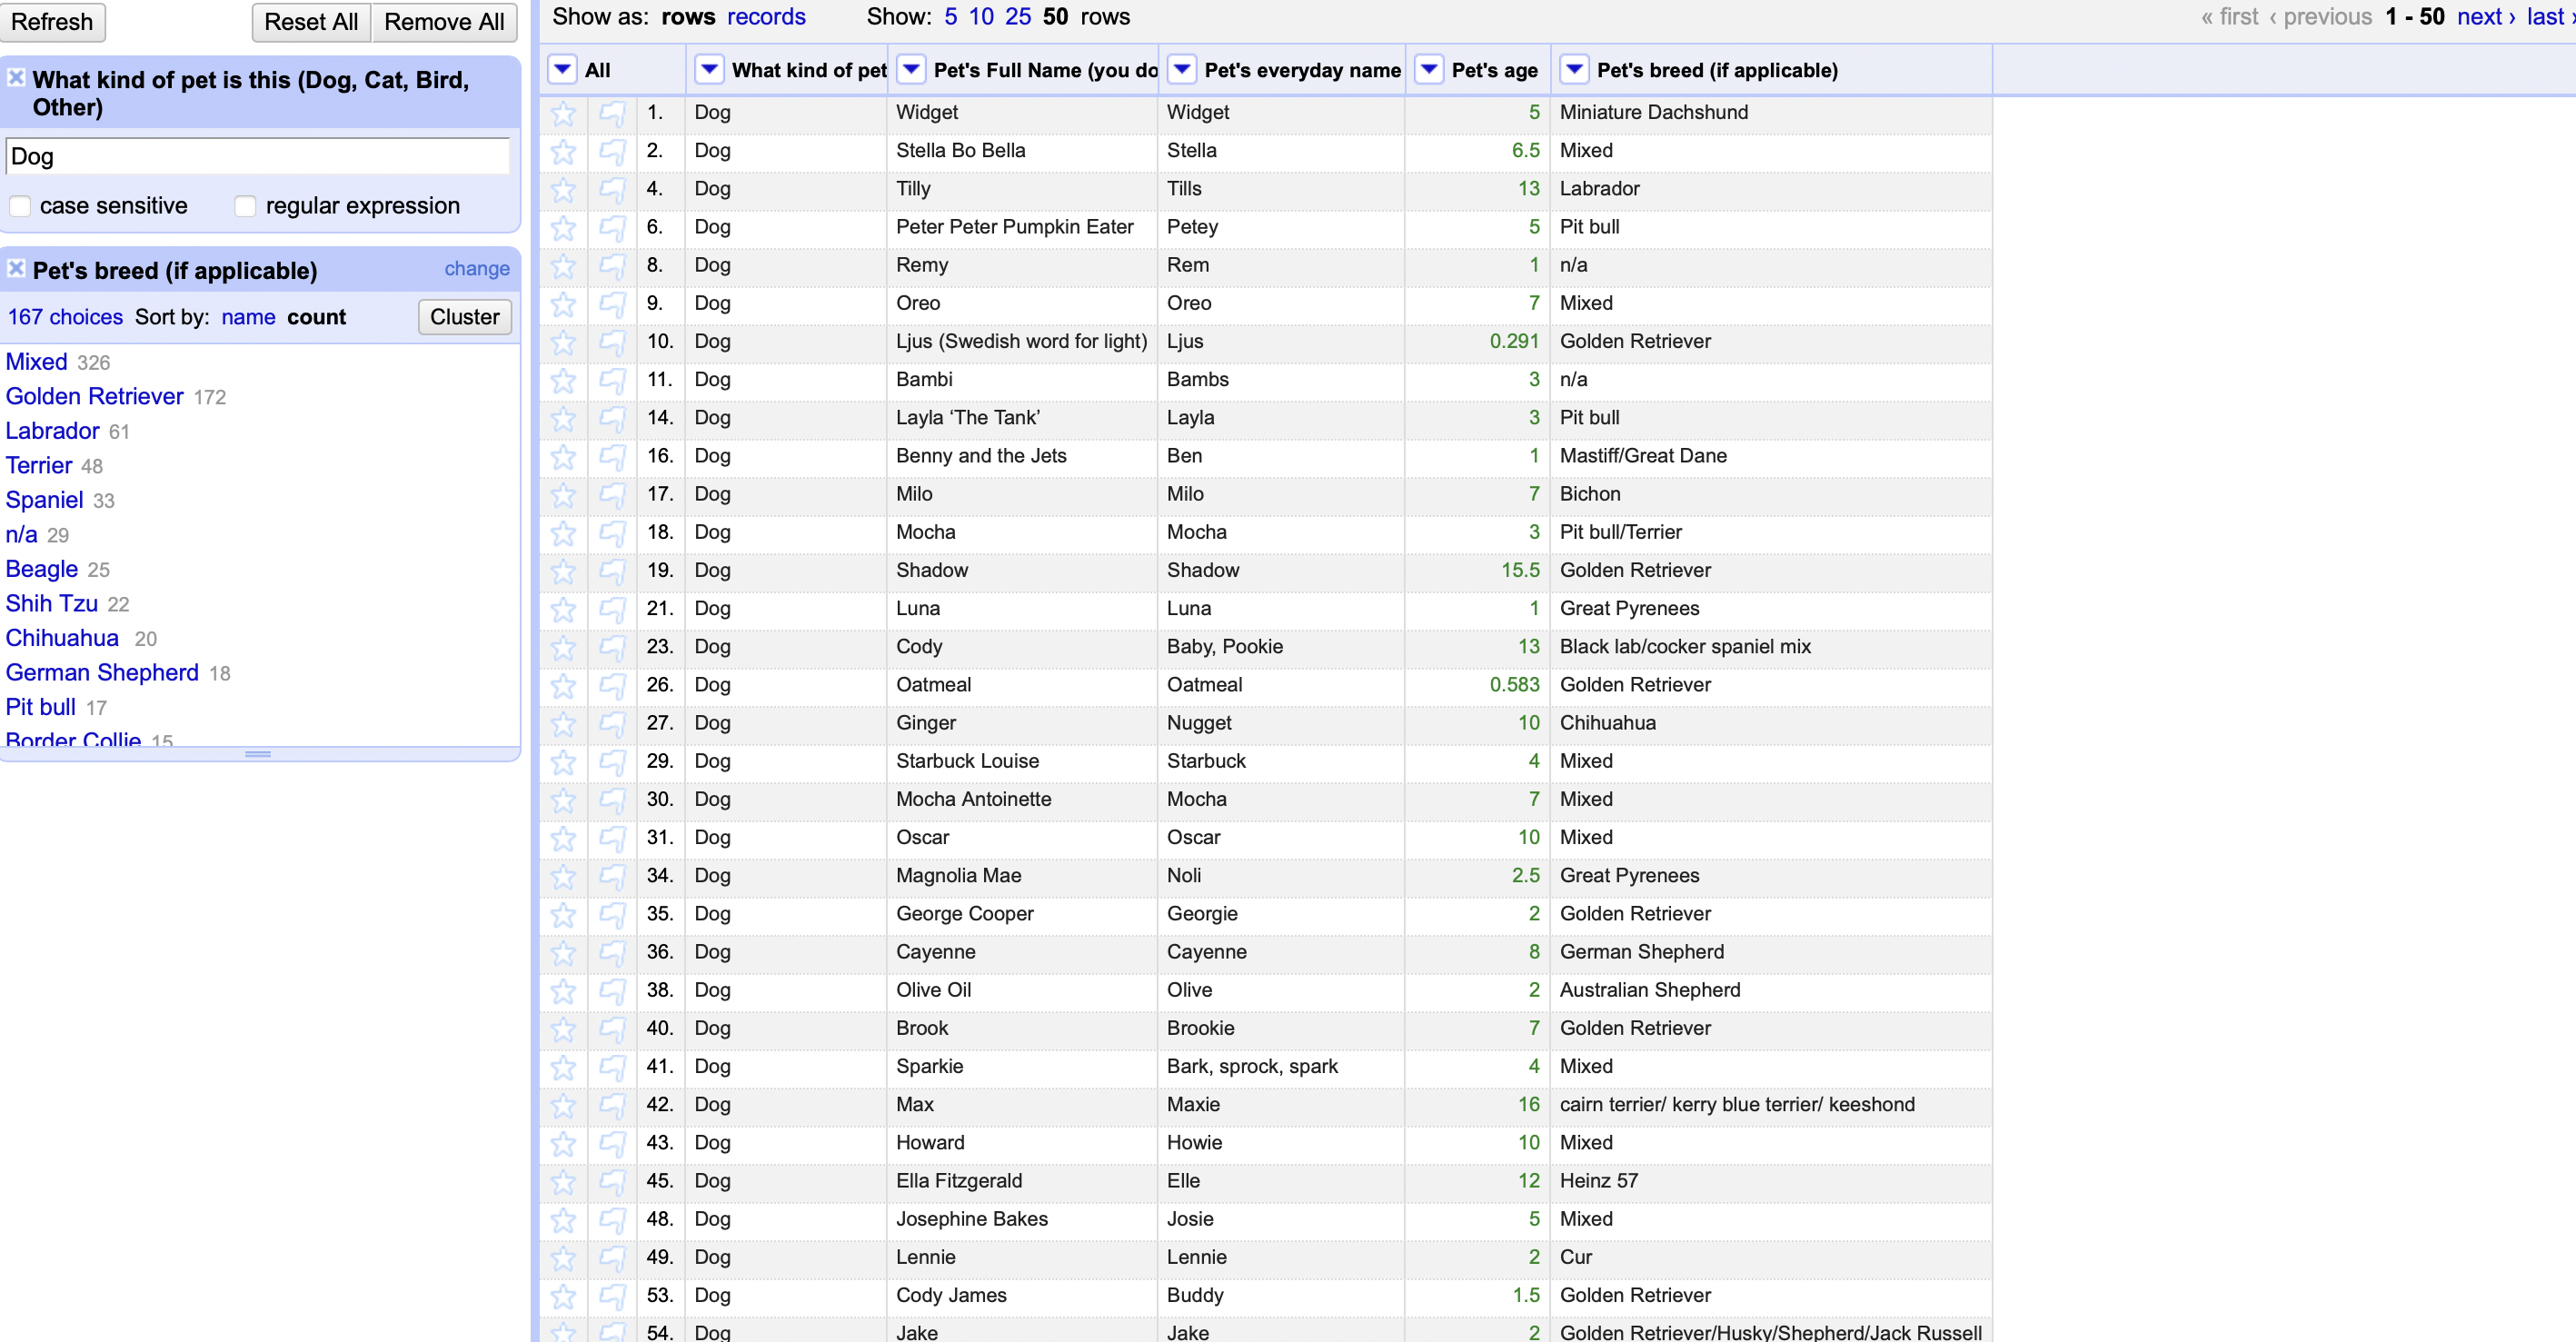 Refresh Reset All Remove All
What kind of pet is this (Dog, Cat, Bird,
Other)
Dog
case sensitive regular expression
Pet's breed (if applicable) change
167 choices Sort by: name count Cluster
Mixed 326
Golden Retriever 172
Labrador 61
Terrier 48
Spaniel 33
n/a 29
Beagle 25
Shih Tzu 22
Chihuahua 20
German Shepherd 18
Pit bull 17
Border Collie 15
Show as: rows records Show: 5 10 25 50 rows « first ‹ previous 1 - 50 next › last ›
All What kind of pet Pet's Full Name (you do Pet's everyday name Pet's age Pet's breed (if applicable)
1. Dog Widget Widget 5 Miniature Dachshund
2. Dog Stella Bo Bella Stella 6.5 Mixed
4. Dog Tilly Tills 13 Labrador
6. Dog Peter Peter Pumpkin Eater Petey 5 Pit bull
8. Dog Remy Rem 1 n/a
9. Dog Oreo Oreo 7 Mixed
10. Dog Ljus (Swedish word for light) Ljus 0.291 Golden Retriever
11. Dog Bambi Bambs 3 n/a
14. Dog Layla ‘The Tank’ Layla 3 Pit bull
16. Dog Benny and the Jets Ben 1 Mastiff/Great Dane
17. Dog Milo Milo 7 Bichon
18. Dog Mocha Mocha 3 Pit bull/Terrier
19. Dog Shadow Shadow 15.5 Golden Retriever
21. Dog Luna Luna 1 Great Pyrenees
23. Dog Cody Baby, Pookie 13 Black lab/cocker spaniel mix
26. Dog Oatmeal Oatmeal 0.583 Golden Retriever
27. Dog Ginger Nugget 10 Chihuahua
29. Dog Starbuck Louise Starbuck 4 Mixed
30. Dog Mocha Antoinette Mocha 7 Mixed
31. Dog Oscar Oscar 10 Mixed
34. Dog Magnolia Mae Noli 2.5 Great Pyrenees
35. Dog George Cooper Georgie 2 Golden Retriever
36. Dog Cayenne Cayenne 8 German Shepherd
38. Dog Olive Oil Olive 2 Australian Shepherd
40. Dog Brook Brookie 7 Golden Retriever
41. Dog Sparkie Bark, sprock, spark 4 Mixed
42. Dog Max Maxie 16 cairn terrier/ kerry blue terrier/ keeshond
43. Dog Howard Howie 10 Mixed
45. Dog Ella Fitzgerald Elle 12 Heinz 57
48. Dog Josephine Bakes Josie 5 Mixed
49. Dog Lennie Lennie 2 Cur
53. Dog Cody James Buddy 1.5 Golden Retriever
54. Dog Jake Jake 2 Golden Retriever/Husky/Shepherd/Jack Russell